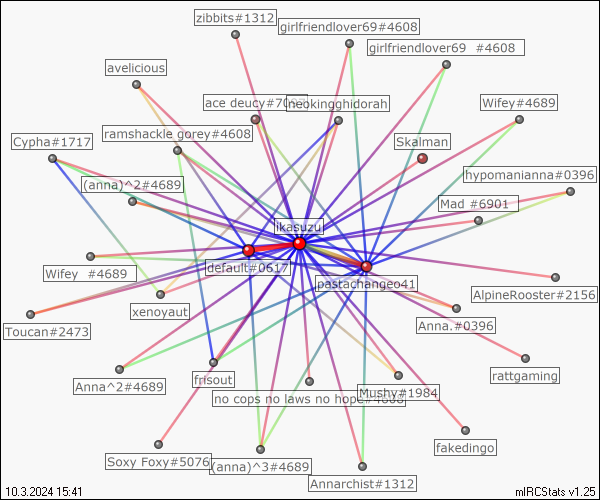 zibbits#1312
girlfriendlover69#4608
girlfriendlover69 #4608
avelicious
ace deucy#7003
neokingghidorah
Wifey#4689
Cypha#1717
ramshackle gorey#4608
Skalman
(anna)^2#4689
hypomanianna#0396
Mad #6901
likasuzu
Wifey #4689
default#0617
pastachangeo41
AlpineRooster#2156
xenoyaut
Toucan#2473
Anna.#0396
rattgaming
Anna^2#4689
frisout
no cops no laws no hope#4608
Mushy#1984
fakedingo
Soxy Foxy#5076
(anna)^3#4689
Annarchist#1312
10.3.2024 15:41
mIRCStats v1.25